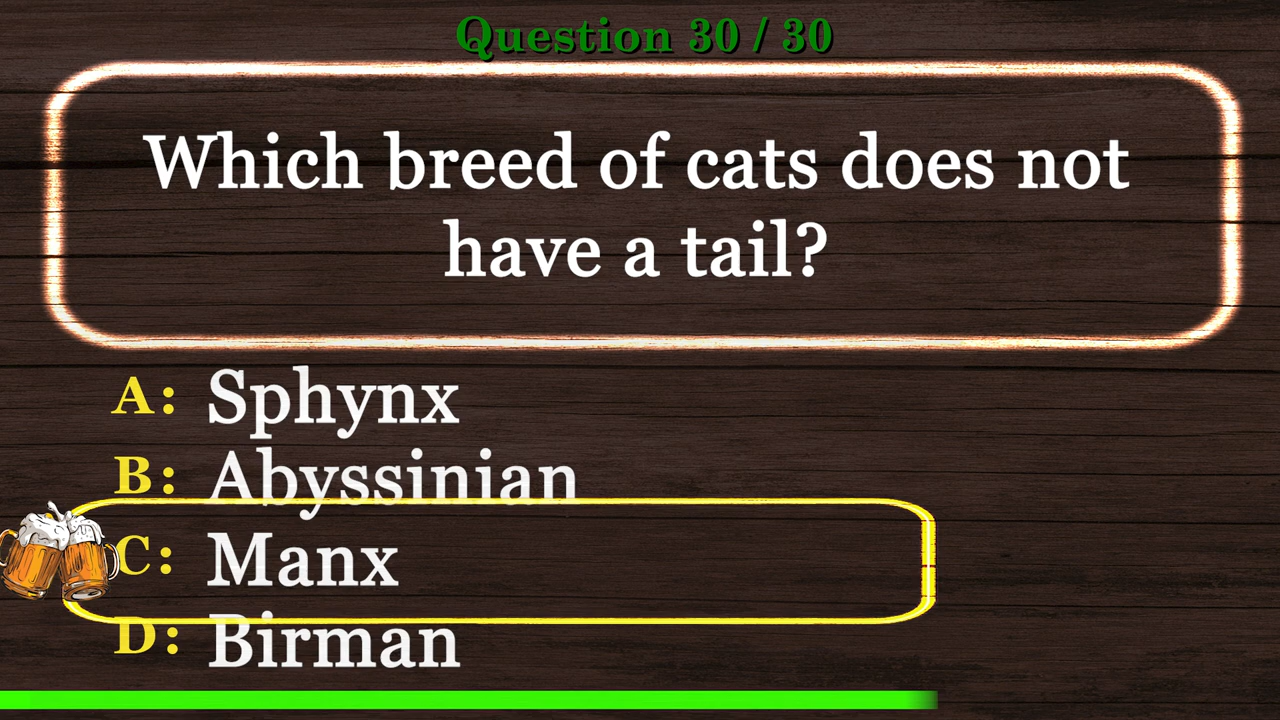 Question 30 / 30
Which breed of cats does not
have a tail?
A: Sphynx
B: Abyssinian
C: Manx
D: Birman